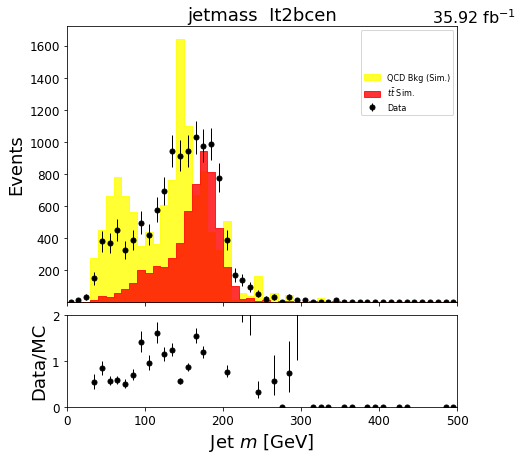 jetmass  It2bcen
35.92 fb⁻¹
Events
1600
1400
1200
1000
800
600
400
200
QCD Bkg (Sim.)
tt̄ Sim.
Data
Data/MC
2
1
0
0 100 200 300 400 500
Jet m [GeV]